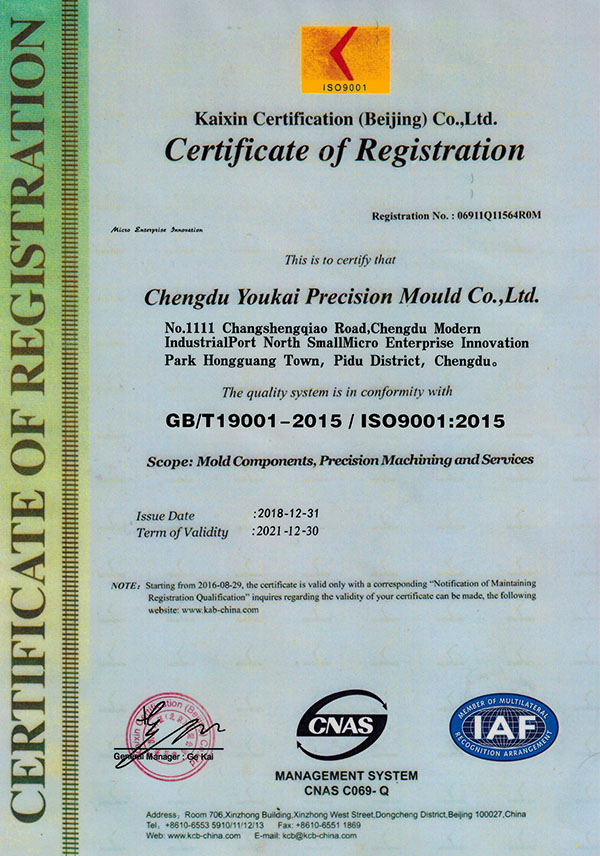 CERTIFICATE OF REGISTRATION
ISO9001
Kaixin Certification (Beijing) Co.,Ltd.
Certificate of Registration
Registration No. : 06911Q11564R0M
Micro Enterprise Innovation
This is to certify that
Chengdu Youkai Precision Mould Co.,Ltd.
No.1111 Changshengqiao Road,Chengdu Modern
IndustrialPort North SmallMicro Enterprise Innovation
Park Hongguang Town, Pidu District, Chengdu。
The quality system is in conformity with
GB/T19001-2015 / ISO9001:2015
Scope: Mold Components, Precision Machining and Services
Issue Date :2018-12-31
Term of Validity :2021-12-30
NOTE: Starting from 2016-08-29, the certificate is valid only with a corresponding "Notification of Maintaining
Registration Qualification" inquires regarding the validity of your certificate can be made, the following
website: www.kab-china.com
General Manager : Ge Kai
CNAS
MANAGEMENT SYSTEM
CNAS C069- Q
MEMBER OF MULTILATERAL
IAF
RECOGNITION ARRANGEMENT
Address: Room 706,Xinzhong Building,Xinzhong West Street,Dongcheng District,Beijing 100027,China
Tel: +8610-6553 5910/11/12/13 Fax: +8610-6551 1869
Web: www.kcb-china.com E-mail: kcb@kcb-china.com